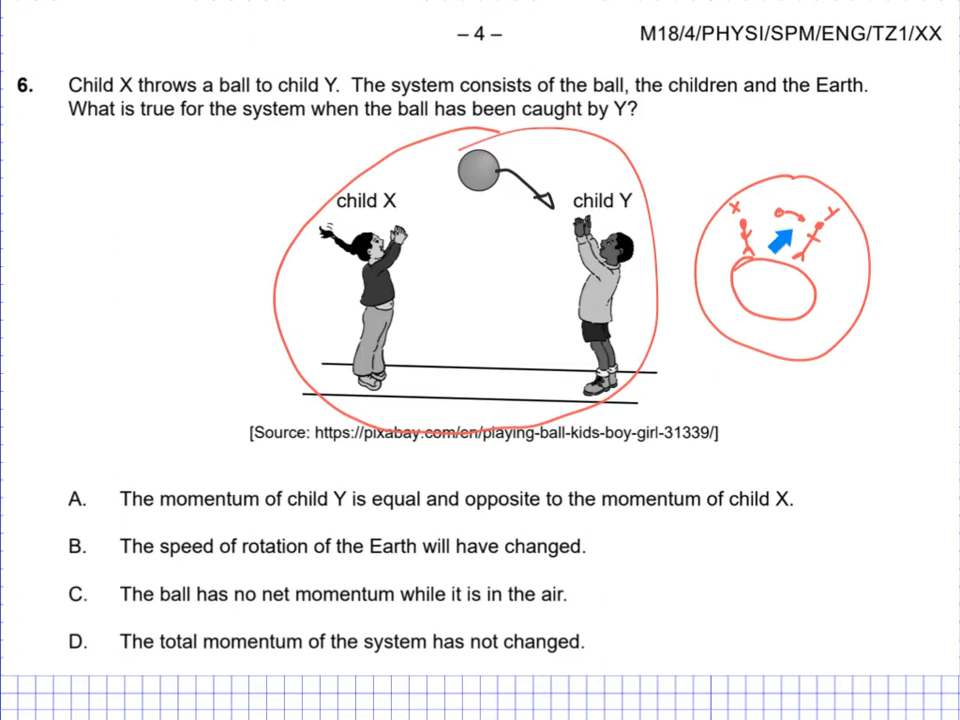 – 4 –
M18/4/PHYSI/SPM/ENG/TZ1/XX
6. Child X throws a ball to child Y. The system consists of the ball, the children and the Earth.
What is true for the system when the ball has been caught by Y?
child X
child Y
X
Y
[Source: https://pixabay.com/en/playing-ball-kids-boy-girl-31339/]
A. The momentum of child Y is equal and opposite to the momentum of child X.
B. The speed of rotation of the Earth will have changed.
C. The ball has no net momentum while it is in the air.
D. The total momentum of the system has not changed.